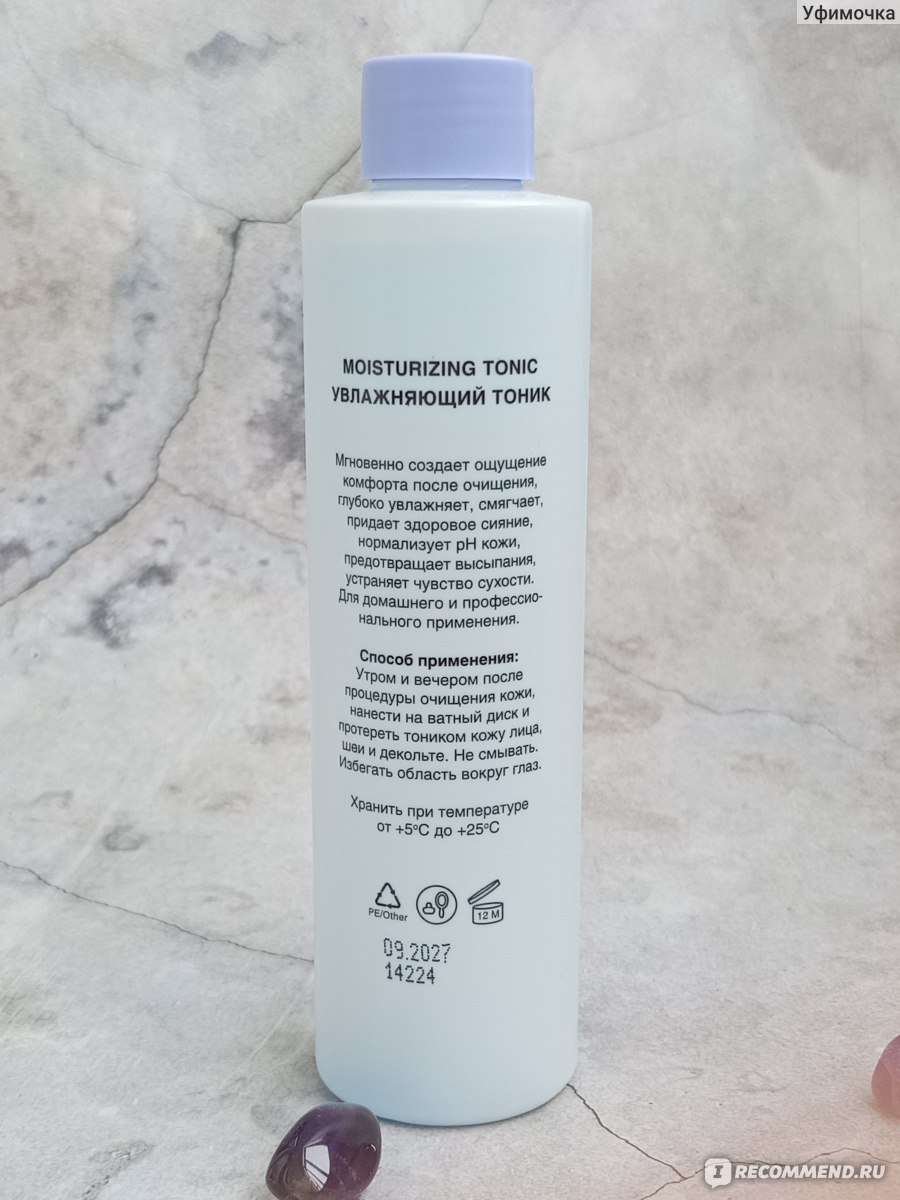 Уфимочка
MOISTURIZING TONIC
УВЛАЖНЯЮЩИЙ ТОНИК
Мгновенно создает ощущение
комфорта после очищения,
глубоко увлажняет, смягчает,
придает здоровое сияние,
нормализует pH кожи,
предотвращает высыпания,
устраняет чувство сухости.
Для домашнего и профессио-
нального применения.
Способ применения:
Утром и вечером после
процедуры очищения кожи,
нанести на ватный диск и
протереть тоником кожу лица,
шеи и декольте. Не смывать.
Избегать область вокруг глаз.
Хранить при температуре
от +5°C до +25°C
PE/Other
12 M
09.2027
14224
I RECOMMEND.RU